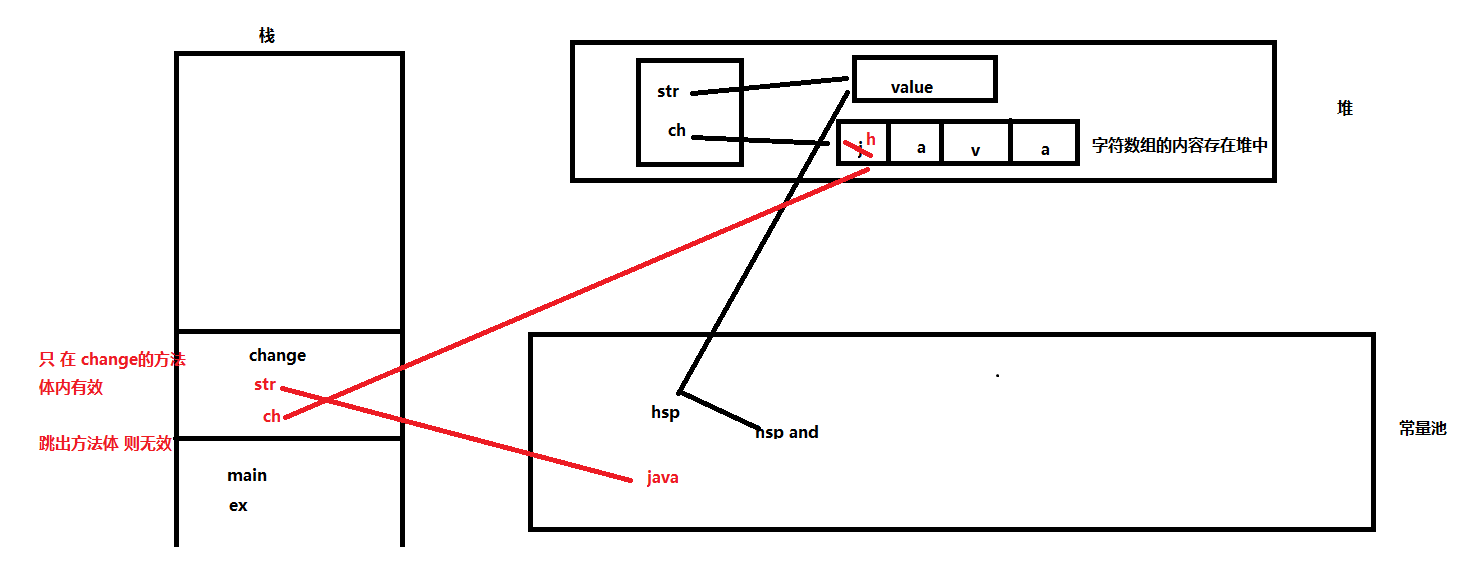 栈
str
value
堆
ch
j
h
a
v
a
字符数组的内容存在堆中
只 在 change的方法
体内有效
change
str
ch
跳出方法体 则无效
main
ex
hsp
hsp and
java
常量池